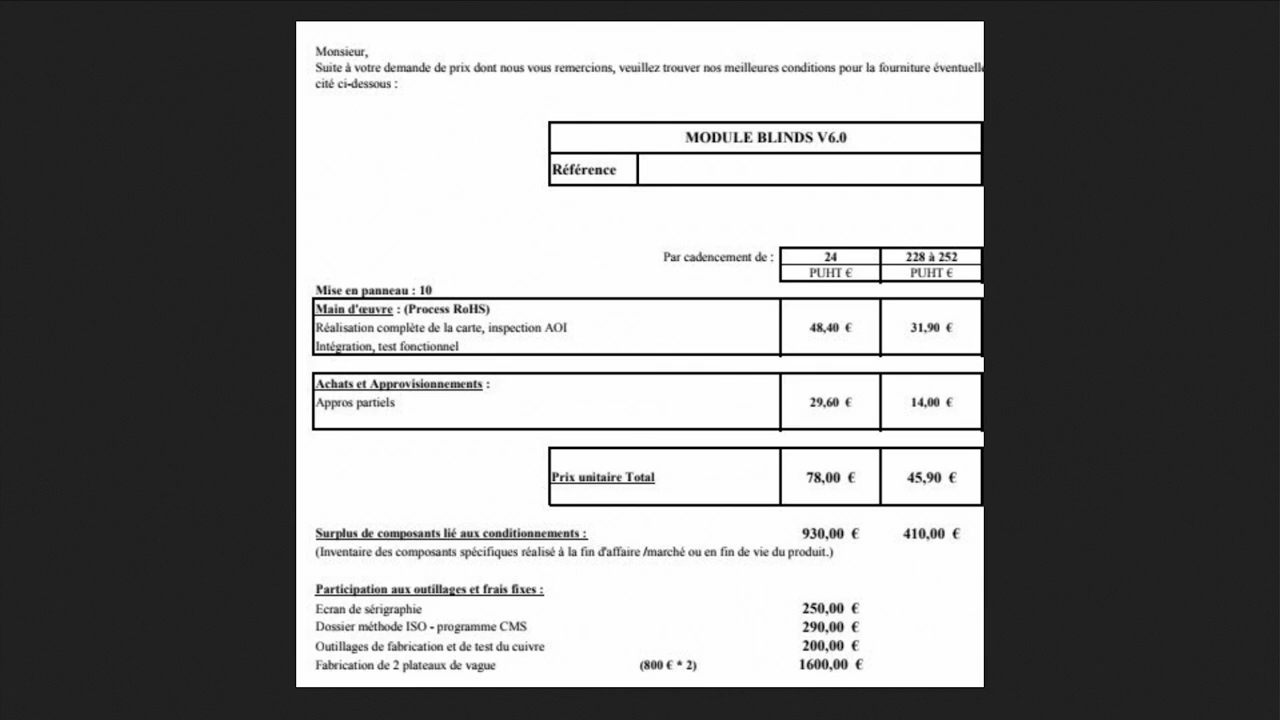 Monsieur,
Suite à votre demande de prix dont nous vous remercions, veuillez trouver nos meilleures conditions pour la fourniture éventuelle
cité ci-dessous :
MODULE BLINDS V6.0
Référence
Par cadencement de : 24 228 à 252
PUHT € PUHT €
Mise en panneau : 10
Main d'œuvre : (Process RoHS)
Réalisation complète de la carte, inspection AOI 48,40 € 31,90 €
Intégration, test fonctionnel
Achats et Approvisionnements :
Appros partiels 29,60 € 14,00 €
Prix unitaire Total 78,00 € 45,90 €
Surplus de composants lié aux conditionnements : 930,00 € 410,00 €
(Inventaire des composants spécifiques réalisé à la fin d'affaire /marché ou en fin de vie du produit.)
Participation aux outillages et frais fixes :
Ecran de sérigraphie 250,00 €
Dossier méthode ISO - programme CMS 290,00 €
Outillages de fabrication et de test du cuivre 200,00 €
Fabrication de 2 plateaux de vague (800 € * 2) 1600,00 €